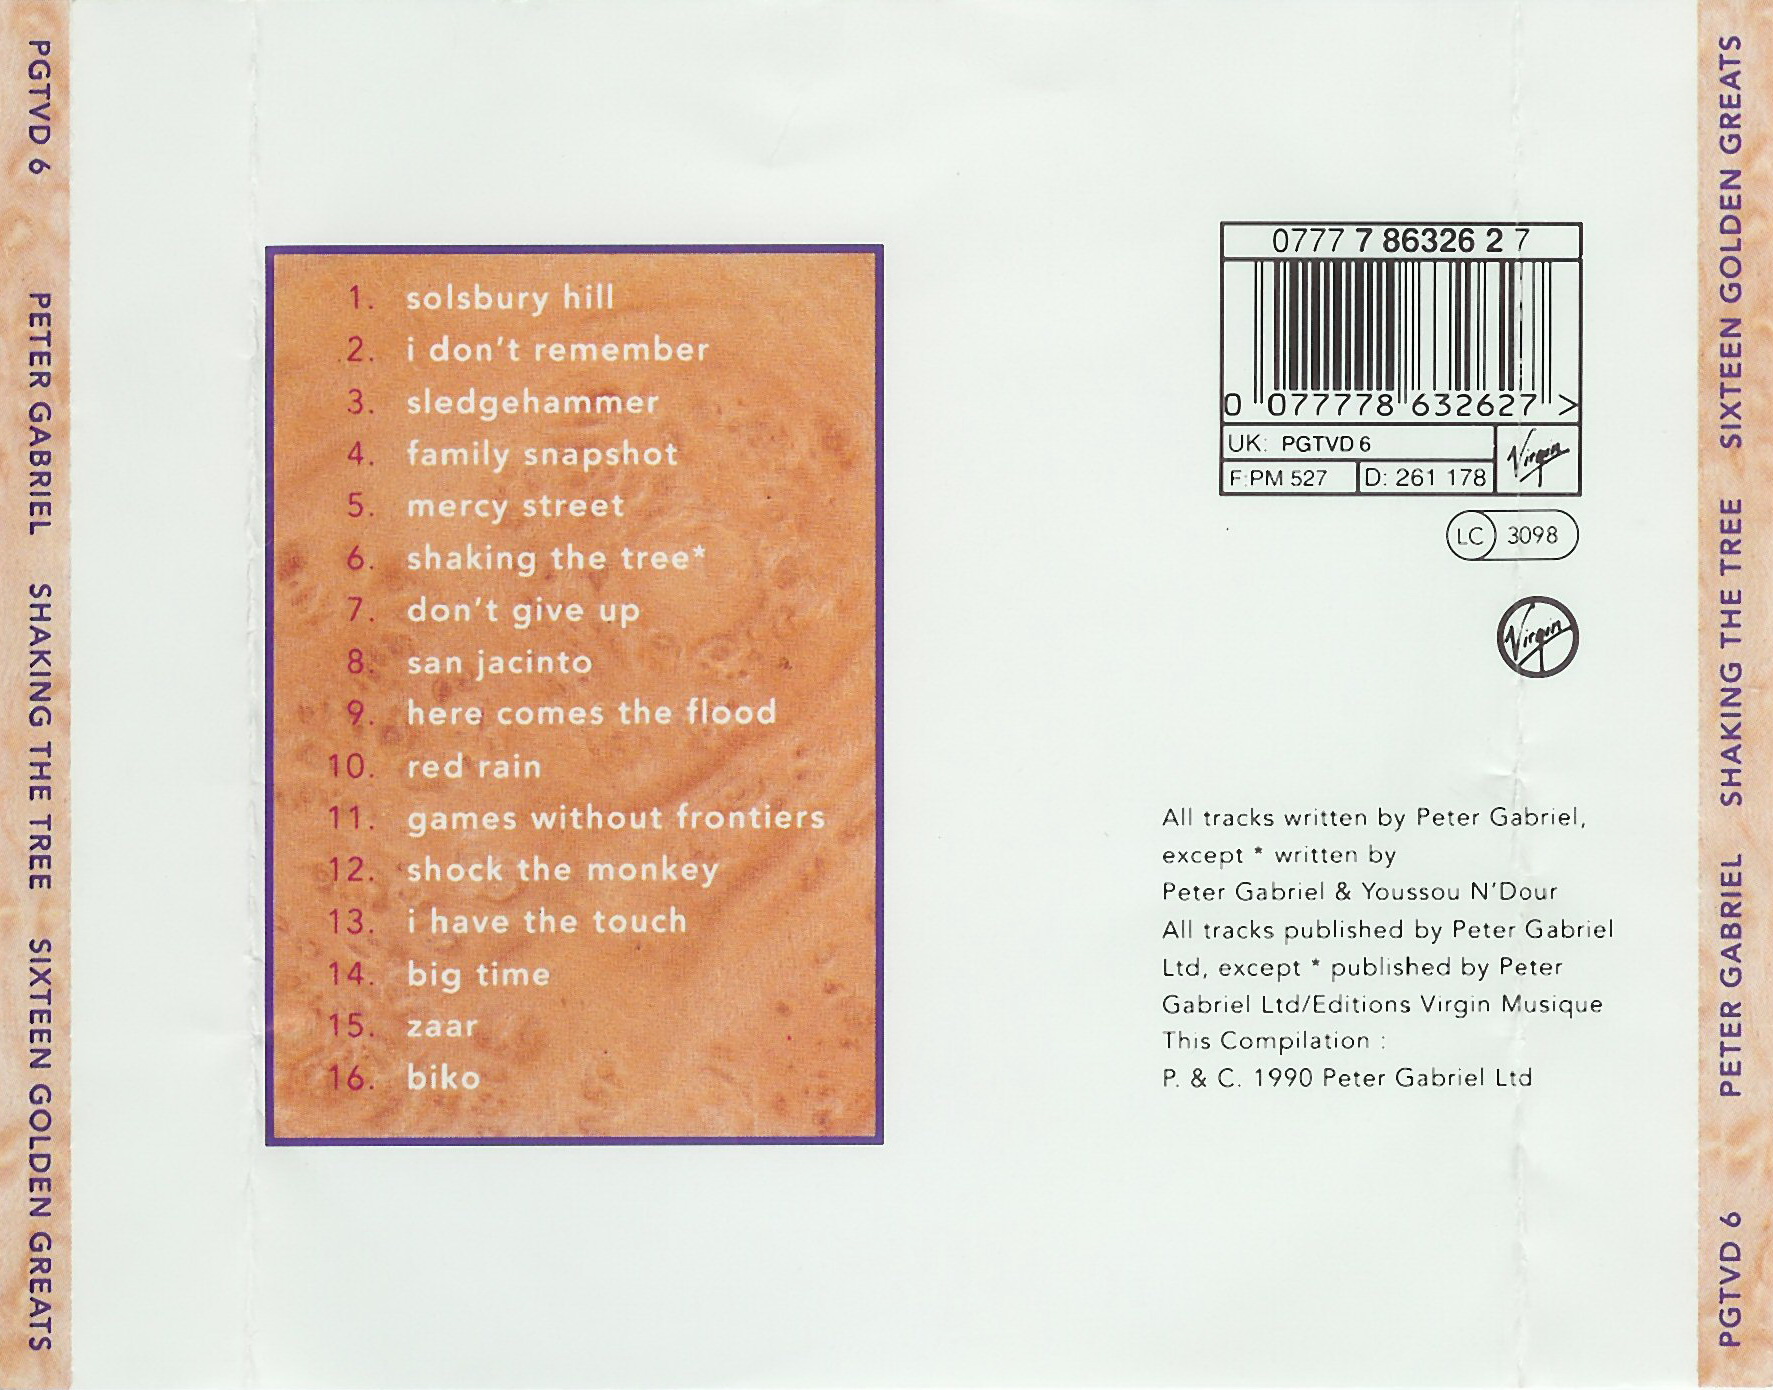 PGTVD 6 PETER GABRIEL SHAKING THE TREE SIXTEEN GOLDEN GREATS
1. solsbury hill
2. i don't remember
3. sledgehammer
4. family snapshot
5. mercy street
6. shaking the tree*
7. don't give up
8. san jacinto
9. here comes the flood
10. red rain
11. games without frontiers
12. shock the monkey
13. i have the touch
14. big time
15. zaar
16. biko
0777 7 86326 2 7
0 077778 632627 >
UK: PGTVD 6
F:PM 527 D: 261 178
Virgin
LC 3098
Virgin
All tracks written by Peter Gabriel,
except * written by
Peter Gabriel & Youssou N'Dour
All tracks published by Peter Gabriel
Ltd, except * published by Peter
Gabriel Ltd/Editions Virgin Musique
This Compilation :
P. & C. 1990 Peter Gabriel Ltd
PGTVD 6 PETER GABRIEL SHAKING THE TREE SIXTEEN GOLDEN GREATS